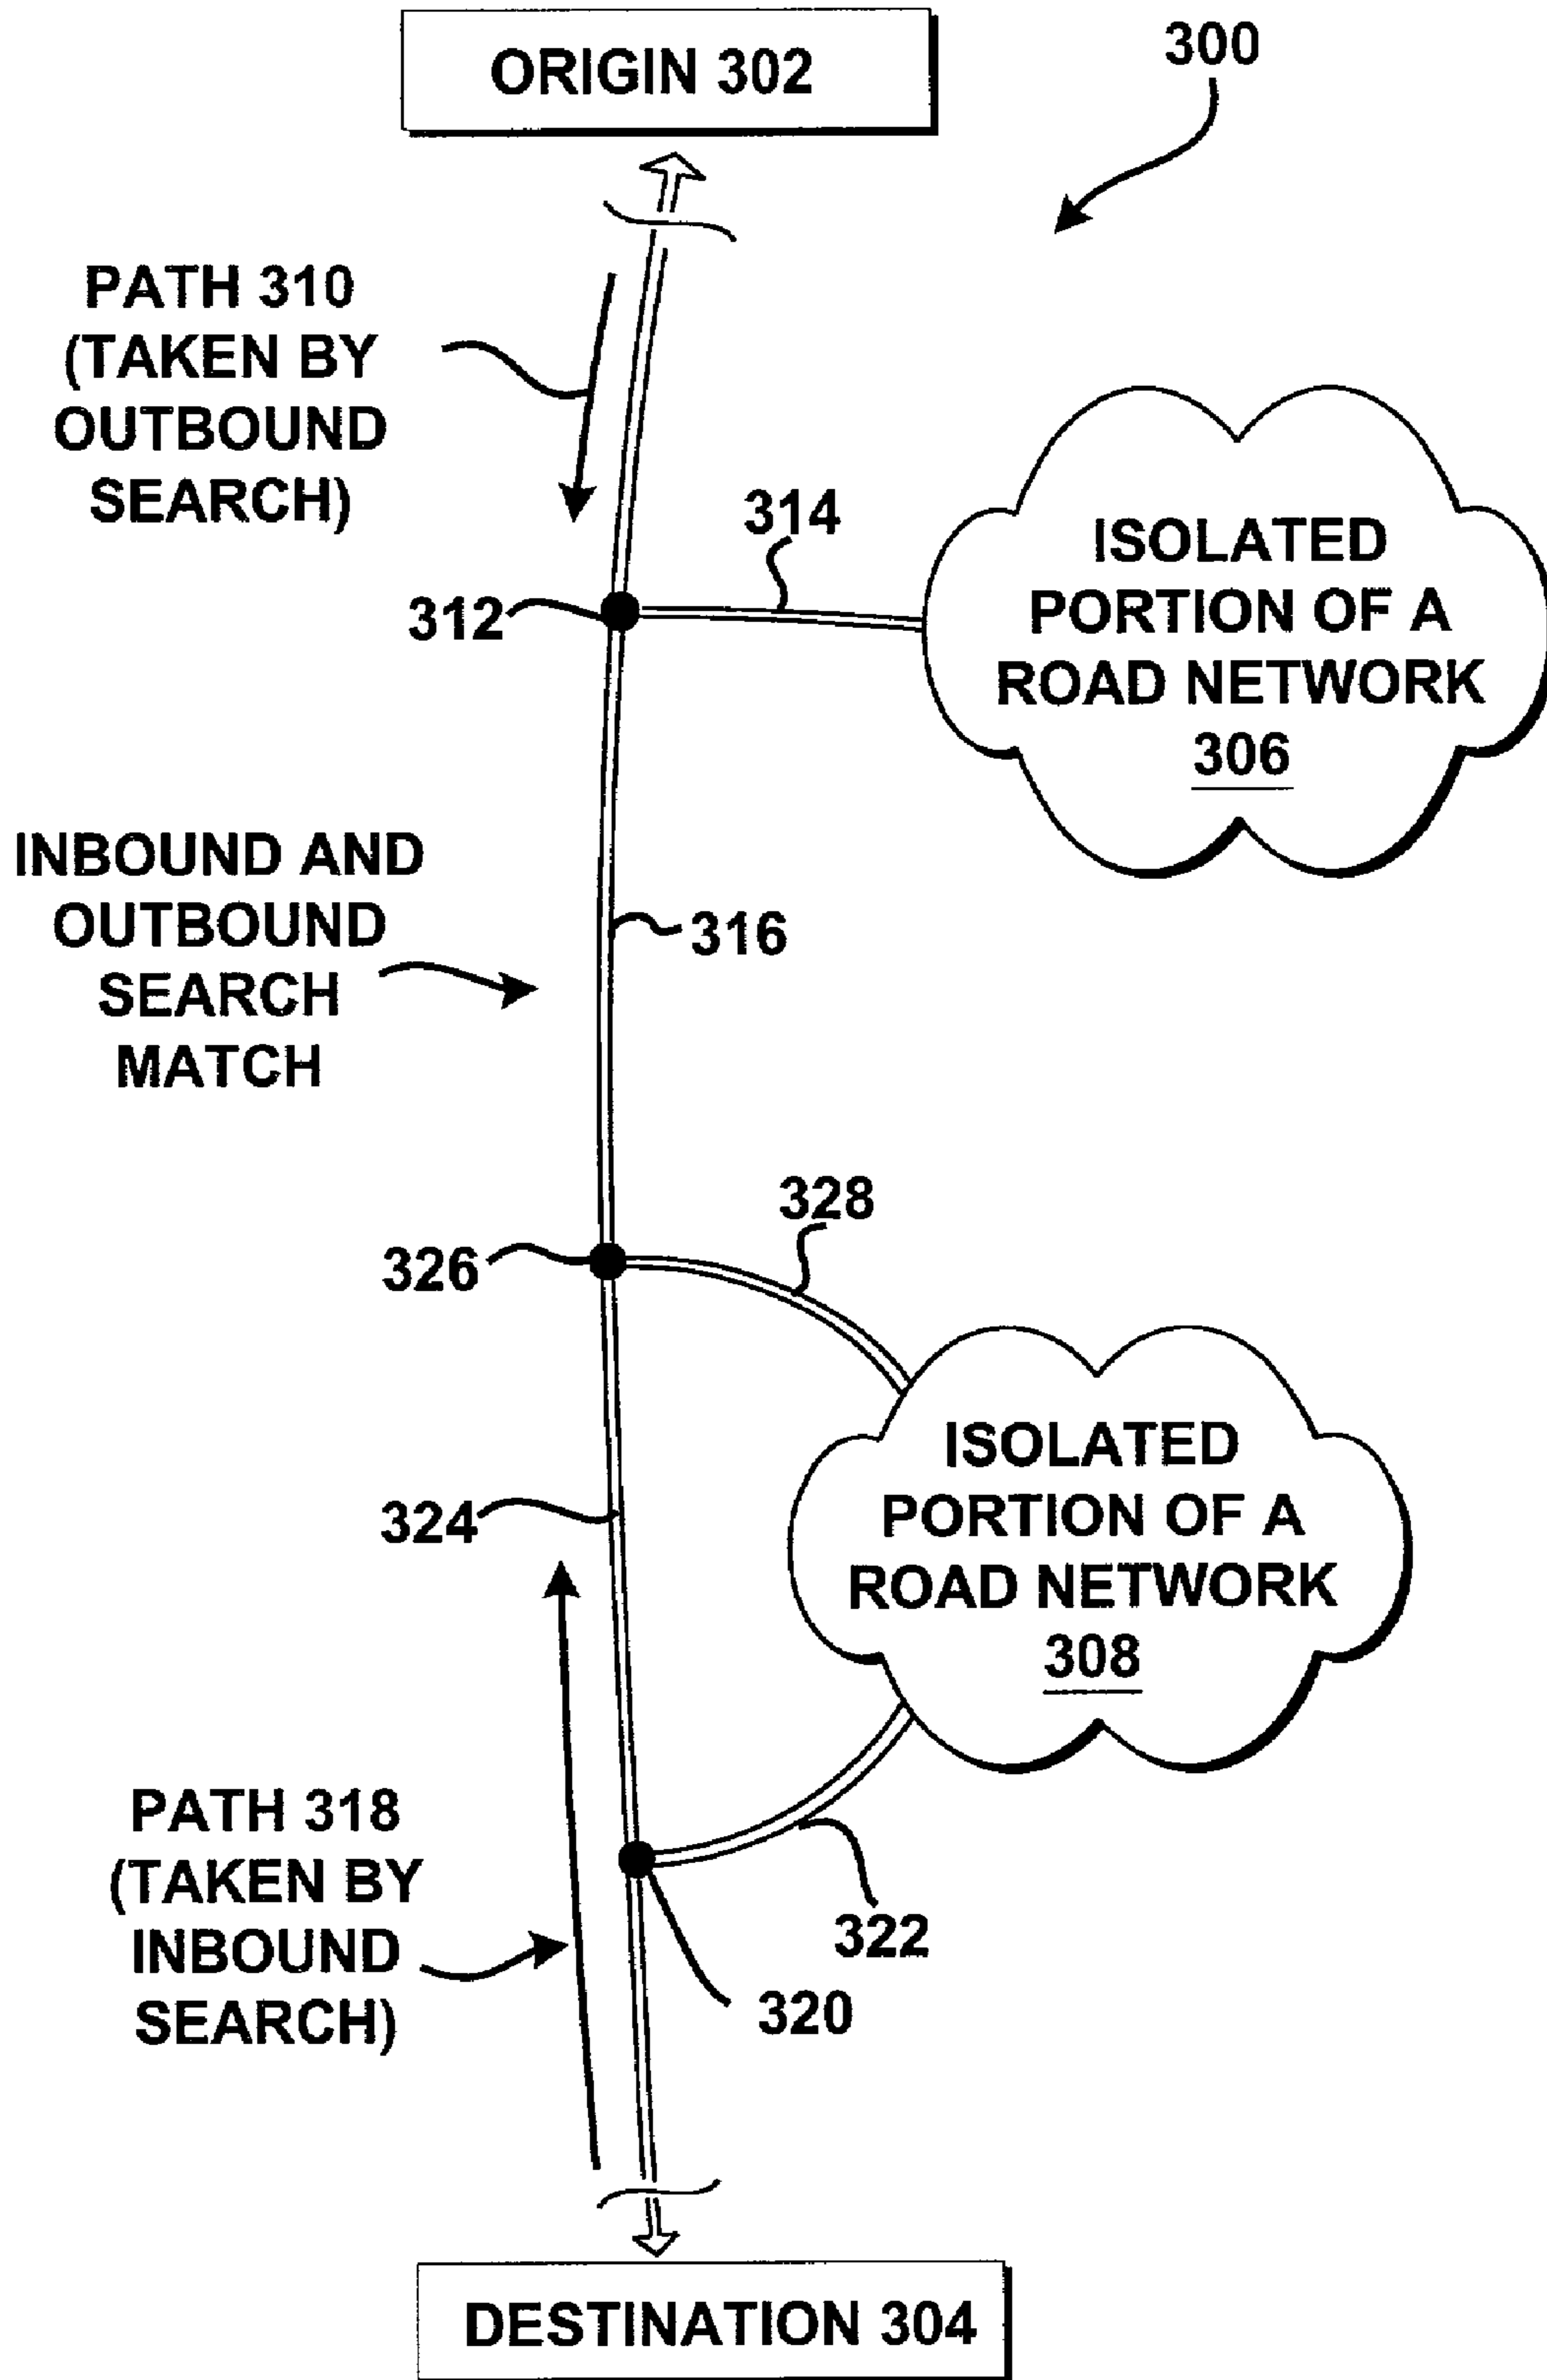 ORIGIN 302
300
PATH 310
(TAKEN BY
OUTBOUND
SEARCH)
314
312
ISOLATED
PORTION OF A
ROAD NETWORK
306
INBOUND AND
OUTBOUND
SEARCH
MATCH
316
328
326
ISOLATED
PORTION OF A
ROAD NETWORK
308
324
PATH 318
(TAKEN BY
INBOUND
SEARCH)
322
320
DESTINATION 304